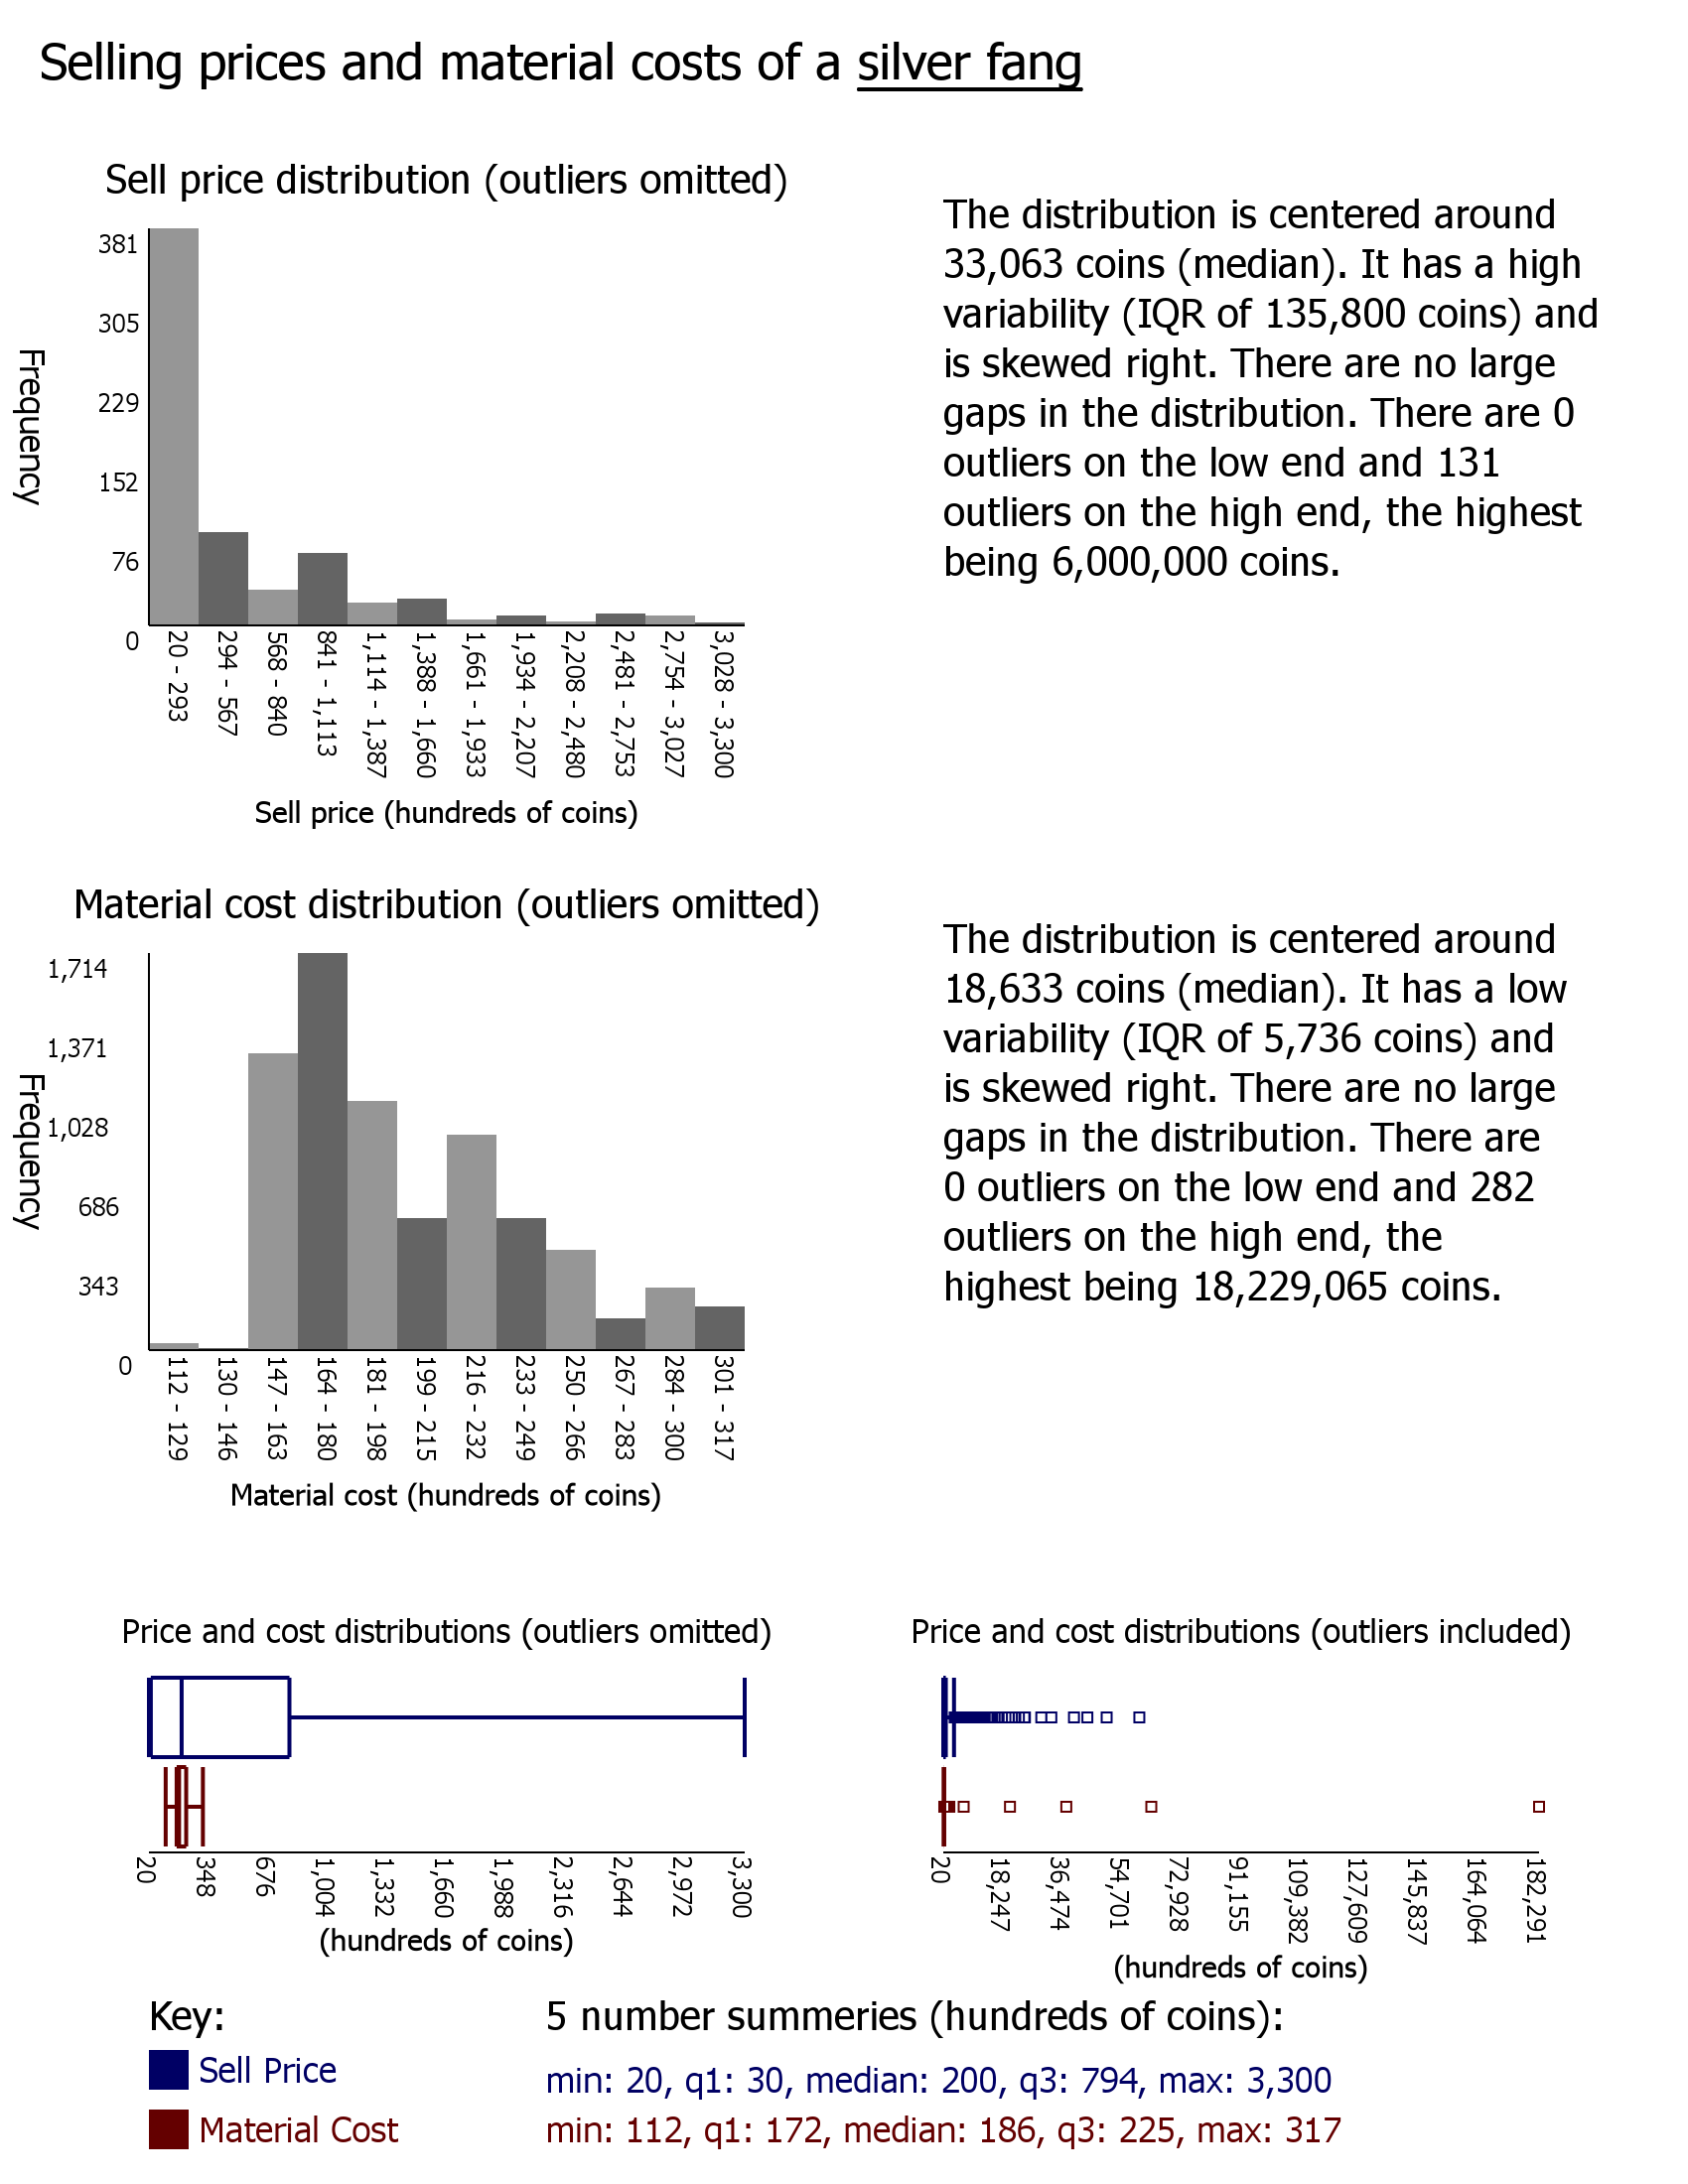 Selling prices and material costs of a silver fang
Sell price distribution (outliers omitted)
381
305
229
152
76
0
Frequency
20 - 293
294 - 567
568 - 840
841 - 1,113
1,114 - 1,387
1,388 - 1,660
1,661 - 1,933
1,934 - 2,207
2,208 - 2,480
2,481 - 2,753
2,754 - 3,027
3,028 - 3,300
Sell price (hundreds of coins)
The distribution is centered around
33,063 coins (median). It has a high
variability (IQR of 135,800 coins) and
is skewed right. There are no large
gaps in the distribution. There are 0
outliers on the low end and 131
outliers on the high end, the highest
being 6,000,000 coins.
Material cost distribution (outliers omitted)
1,714
1,371
1,028
686
343
0
Frequency
112 - 129
130 - 146
147 - 163
164 - 180
181 - 198
199 - 215
216 - 232
233 - 249
250 - 266
267 - 283
284 - 300
301 - 317
Material cost (hundreds of coins)
The distribution is centered around
18,633 coins (median). It has a low
variability (IQR of 5,736 coins) and
is skewed right. There are no large
gaps in the distribution. There are
0 outliers on the low end and 282
outliers on the high end, the
highest being 18,229,065 coins.
Price and cost distributions (outliers omitted)
20
348
676
1,004
1,332
1,660
1,988
2,316
2,644
2,972
3,300
(hundreds of coins)
Price and cost distributions (outliers included)
20
18,247
36,474
54,701
72,928
91,155
109,382
127,609
145,837
164,064
182,291
(hundreds of coins)
Key:
Sell Price
Material Cost
5 number summeries (hundreds of coins):
min: 20, q1: 30, median: 200, q3: 794, max: 3,300
min: 112, q1: 172, median: 186, q3: 225, max: 317